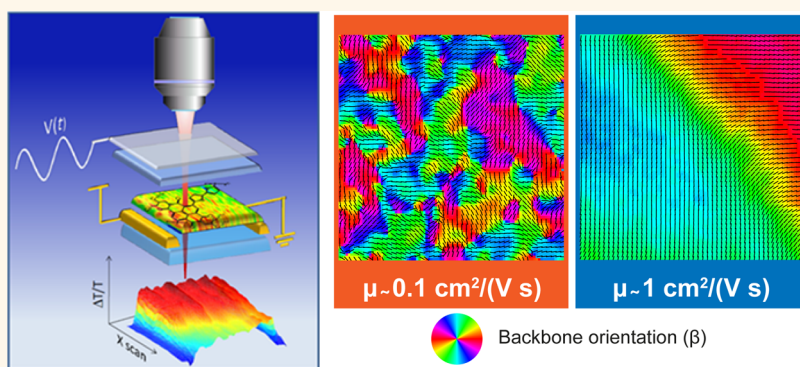 V(t)
ΔT/T
X scan
μ~0.1 cm²/(V s)
μ~1 cm²/(V s)
Backbone orientation (β)